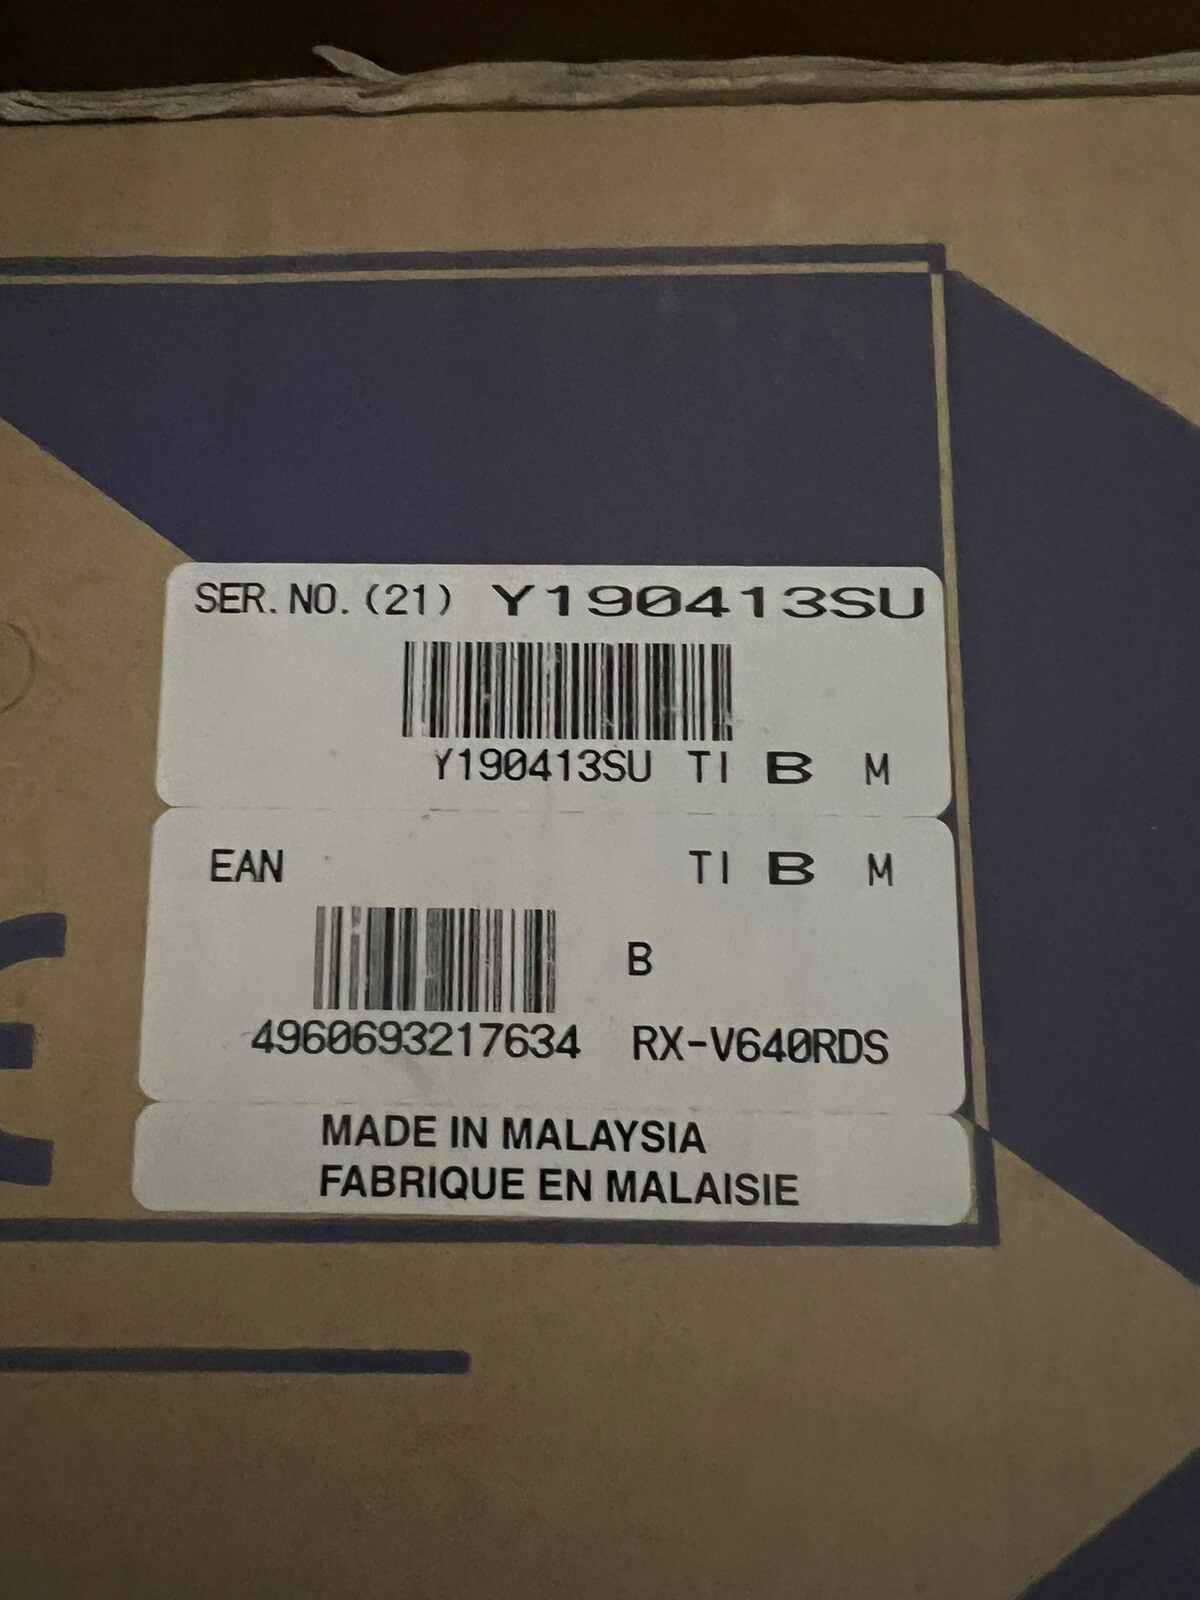 SER. NO. (21) Y190413SU
Y190413SU TI B M
EAN TI B M
B
4960693217634 RX-V640RDS
MADE IN MALAYSIA
FABRIQUE EN MALAISIE